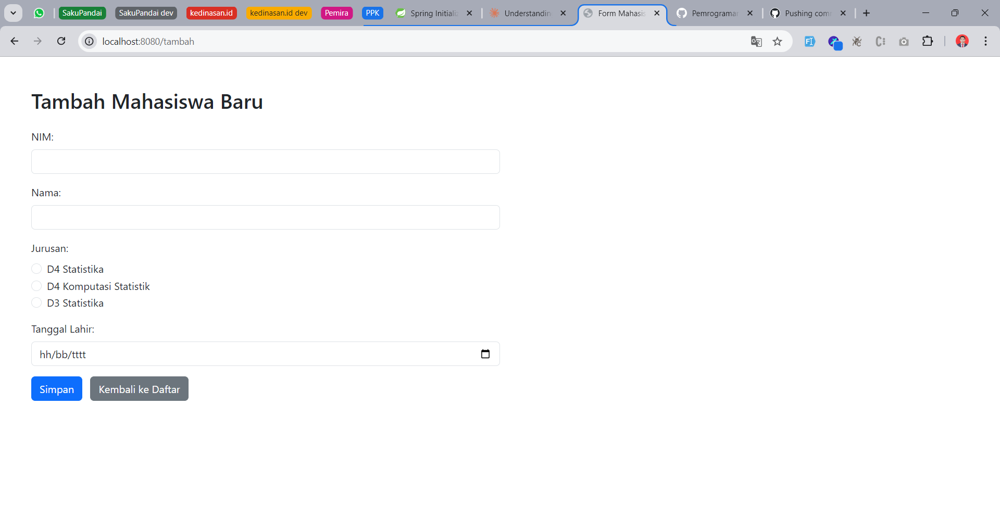 SakuPandai
SakuPandai dev
kedinasan.id
kedinasan.id dev
Pemira
PPK
Spring Initializ
Understandin
Form Mahasis
Pemrograman
Pushing com
localhost:8080/tambah
Tambah Mahasiswa Baru
NIM:
Nama:
Jurusan:
D4 Statistika
D4 Komputasi Statistik
D3 Statistika
Tanggal Lahir:
hh/bb/tttt
Simpan
Kembali ke Daftar